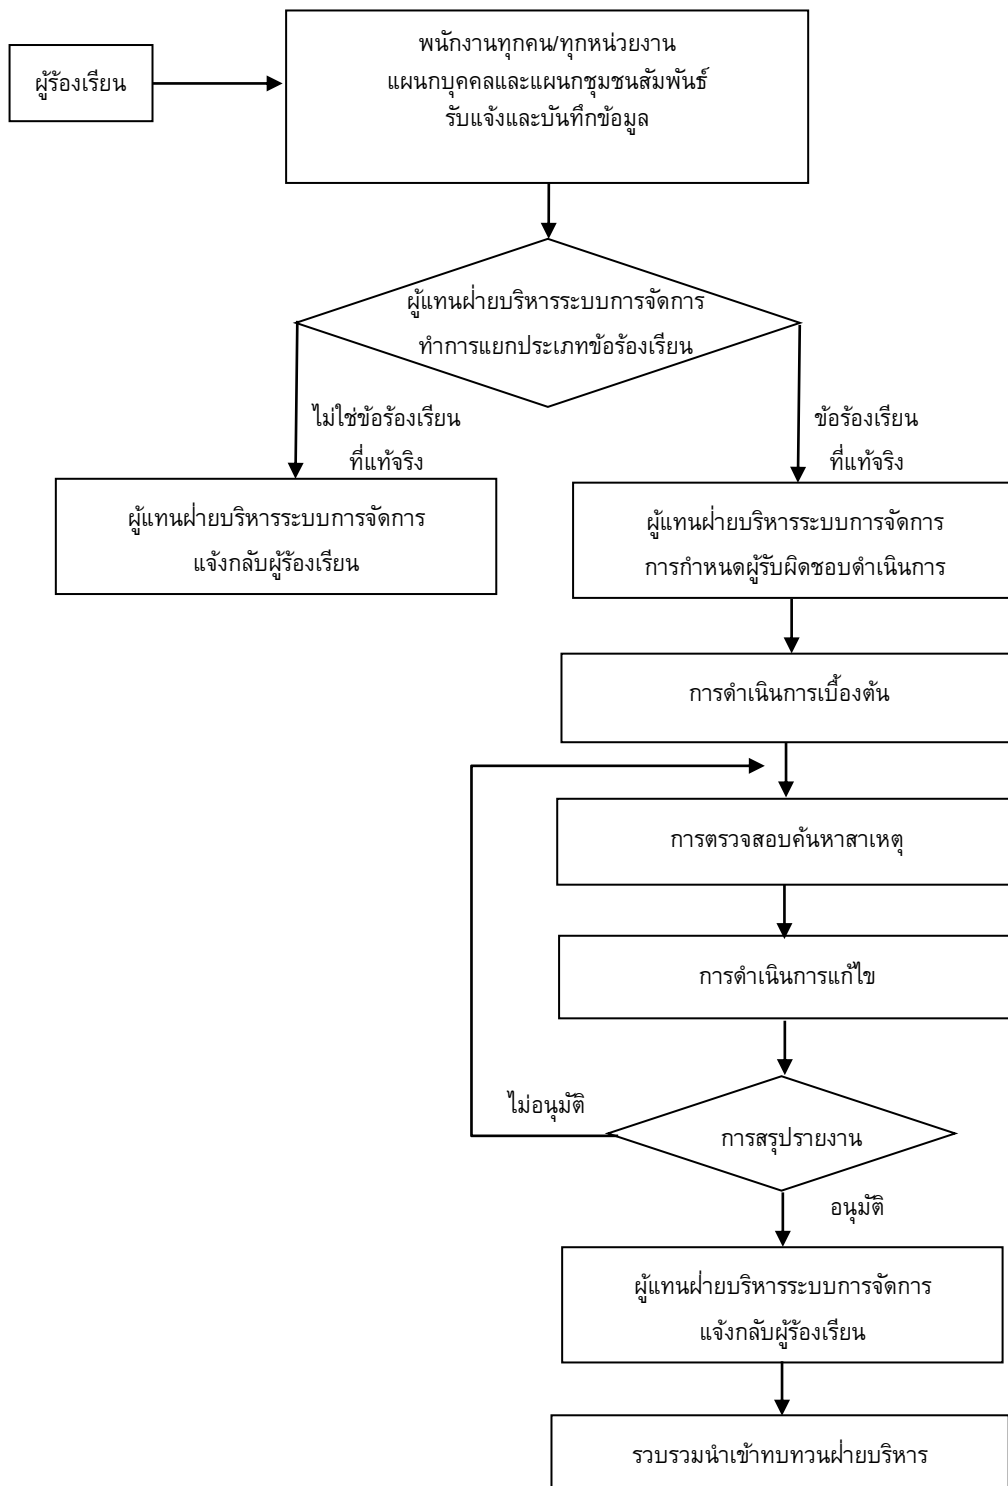 ผู้ร้องเรียน
พนักงานทุกคน/ทุกหน่วยงาน
แผนกบุคคลและแผนกชุมชนสัมพันธ์
รับแจ้งและบันทึกข้อมูล
ผู้แทนฝ่ายบริหารระบบการจัดการ
ทำการแยกประเภทข้อร้องเรียน
ไม่ใช่ข้อร้องเรียน
ที่แท้จริง
ข้อร้องเรียน
ที่แท้จริง
ผู้แทนฝ่ายบริหารระบบการจัดการ
แจ้งกลับผู้ร้องเรียน
ผู้แทนฝ่ายบริหารระบบการจัดการ
การกำหนดผู้รับผิดชอบดำเนินการ
การดำเนินการเบื้องต้น
การตรวจสอบค้นหาสาเหตุ
การดำเนินการแก้ไข
ไม่อนุมัติ
การสรุปรายงาน
อนุมัติ
ผู้แทนฝ่ายบริหารระบบการจัดการ
แจ้งกลับผู้ร้องเรียน
รวบรวมนำเข้าทบทวนฝ่ายบริหาร